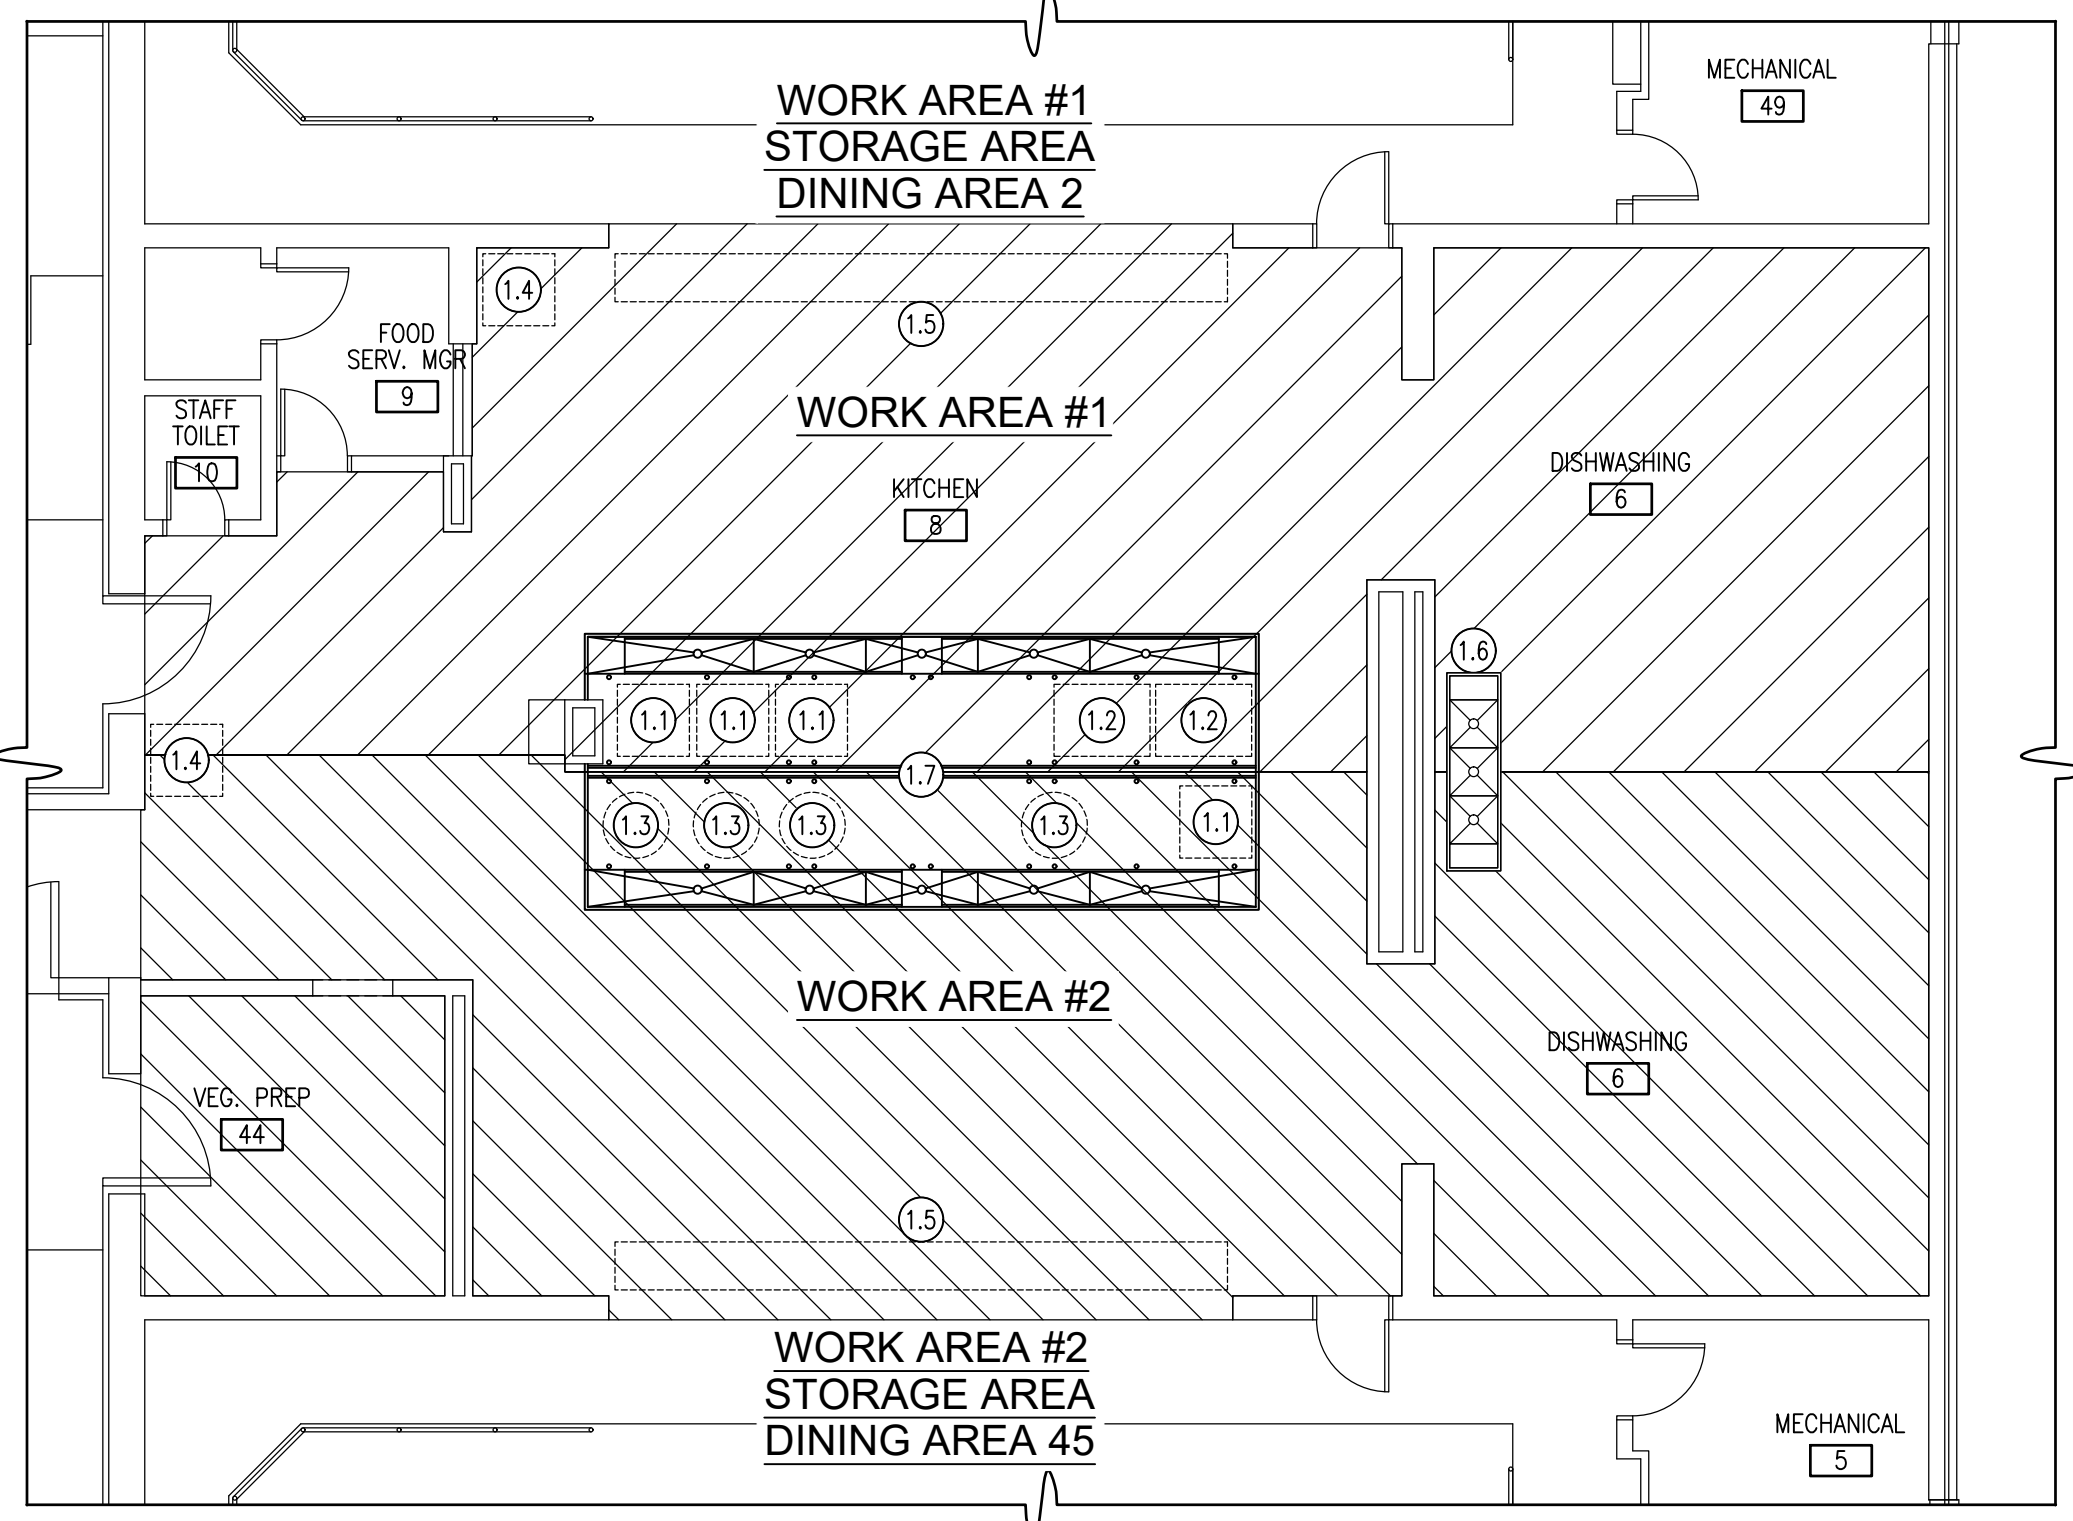 MECHANICAL
49
WORK AREA #1
STORAGE AREA
DINING AREA 2
1.4
1.5
FOOD
SERV. MGR
9
STAFF
TOILET
10
WORK AREA #1
KITCHEN
8
DISHWASHING
6
1.6
1.1
1.1
1.1
1.2
1.2
1.4
1.7
1.3
1.3
1.3
1.3
1.1
WORK AREA #2
DISHWASHING
6
VEG. PREP
44
1.5
WORK AREA #2
STORAGE AREA
DINING AREA 45
MECHANICAL
5